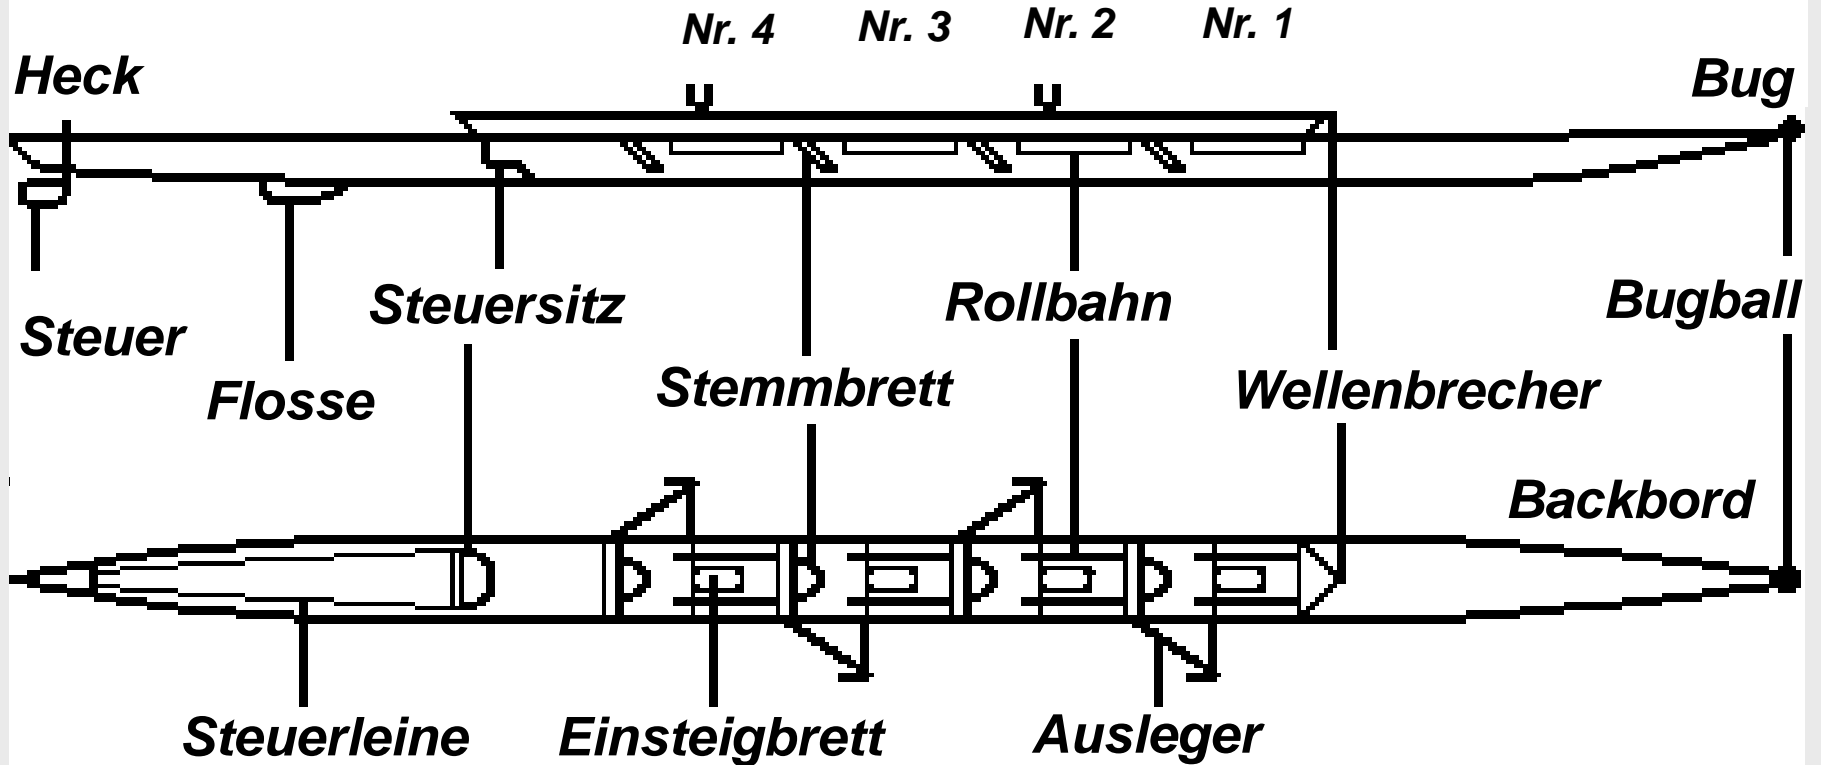 Nr. 4 Nr. 3 Nr. 2 Nr. 1
Heck
Bug
Steuersitz
Rollbahn
Bugball
Steuer
Flosse
Stemmbrett
Wellenbrecher
Backbord
Steuerleine
Einsteigbrett
Ausleger